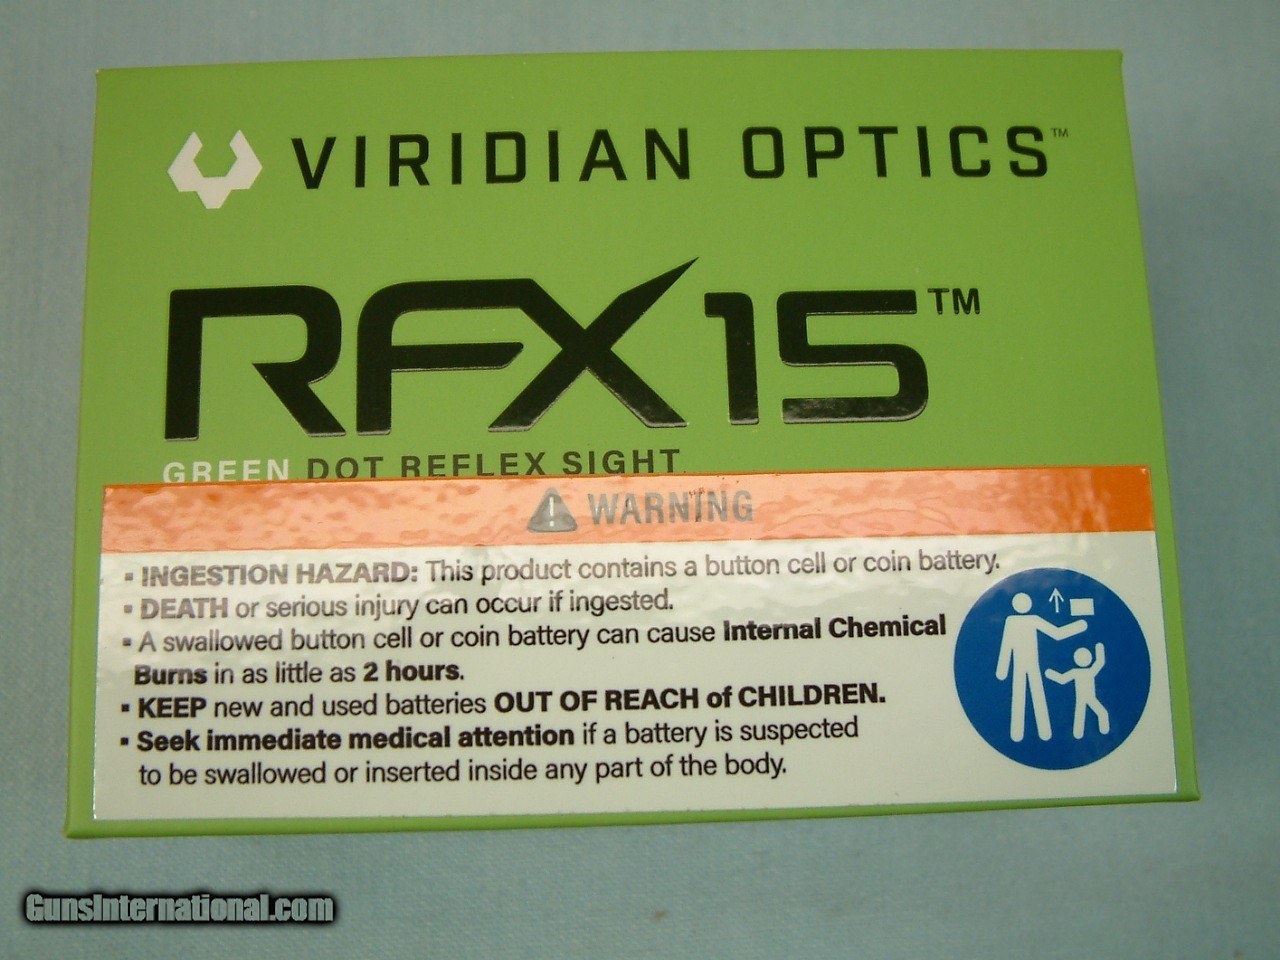 VIRIDIAN OPTICS™
RFX15™
GREEN DOT REFLEX SIGHT
WARNING
▪ INGESTION HAZARD: This product contains a button cell or coin battery.
▪ DEATH or serious injury can occur if ingested.
▪ A swallowed button cell or coin battery can cause Internal Chemical
Burns in as little as 2 hours.
▪ KEEP new and used batteries OUT OF REACH of CHILDREN.
▪ Seek immediate medical attention if a battery is suspected
to be swallowed or inserted inside any part of the body.
GunsInternational.com